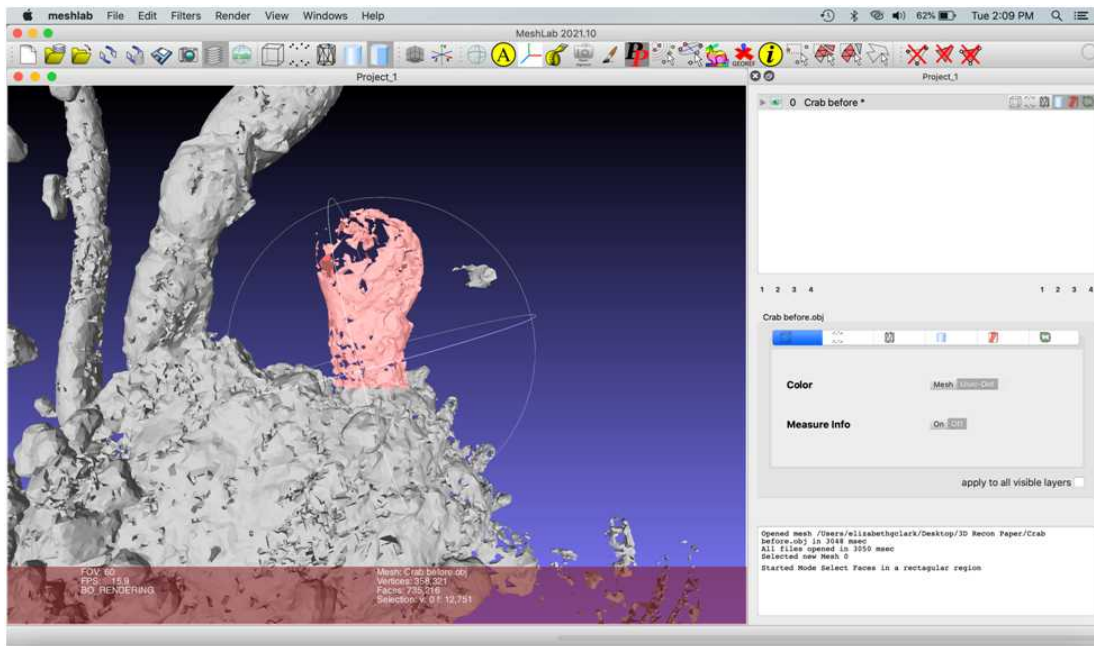 meshlab File Edit Filters Render View Windows Help 62% Tue 2:09 PM
MeshLab 2021.10
A PP GEOREF i
Project_1
Project_1
0 Crab before *
1 2 3 4 1 2 3 4
Crab before.obj
Color Mesh User-Def
Measure Info On Off
apply to all visible layers
Opened mesh /Users/elizabethgclark/Desktop/3D Recon Paper/Crab
before.obj in 3048 msec
All files opened in 3050 msec
Selected new Mesh 0
Started Mode Select Faces in a rectagular region
FOV: 60
FPS: 15.9
BO_RENDERING
Mesh: Crab before.obj
Vertices: 358,321
Faces: 735,216
Selection: v: 0 f: 12,751